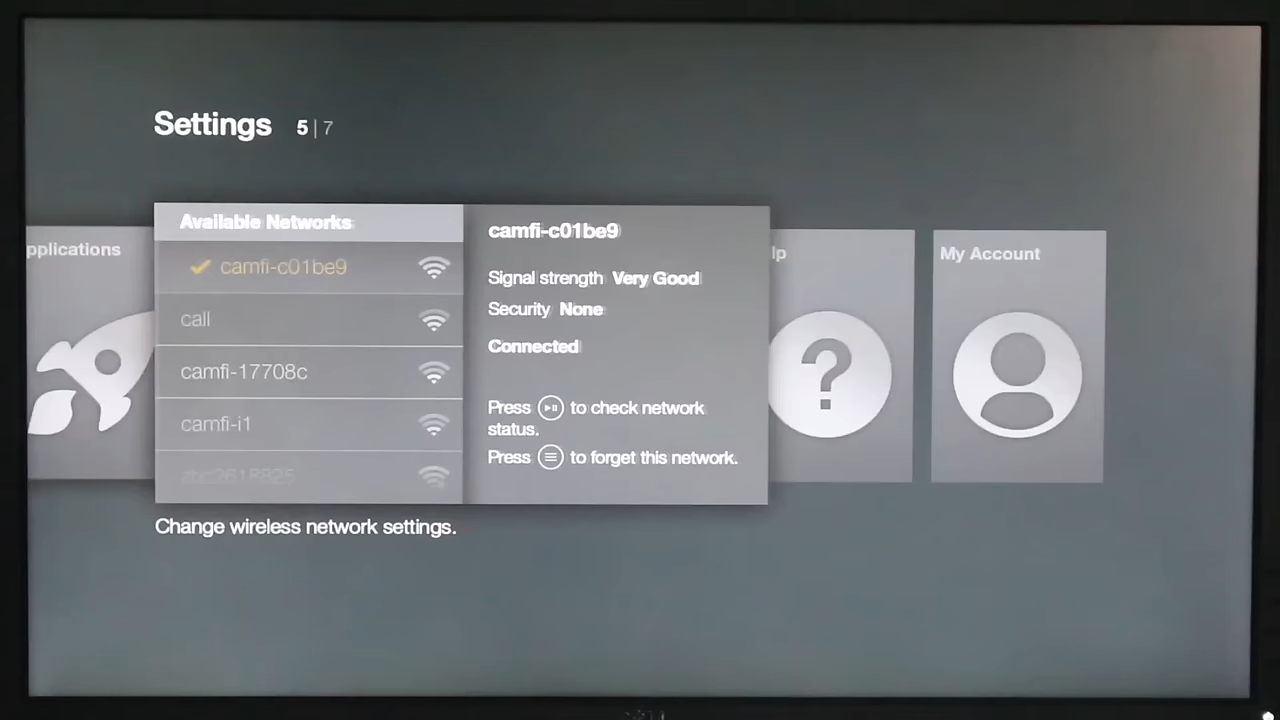 Settings 5|7
pplications
Available Networks
camfi-c01be9
call
camfi-17708c
camfi-i1
zbc2618825
camfi-c01be9
Signal strength Very Good
Security None
Connected
Press to check network
status.
Press to forget this network.
lp
My Account
Change wireless network settings.